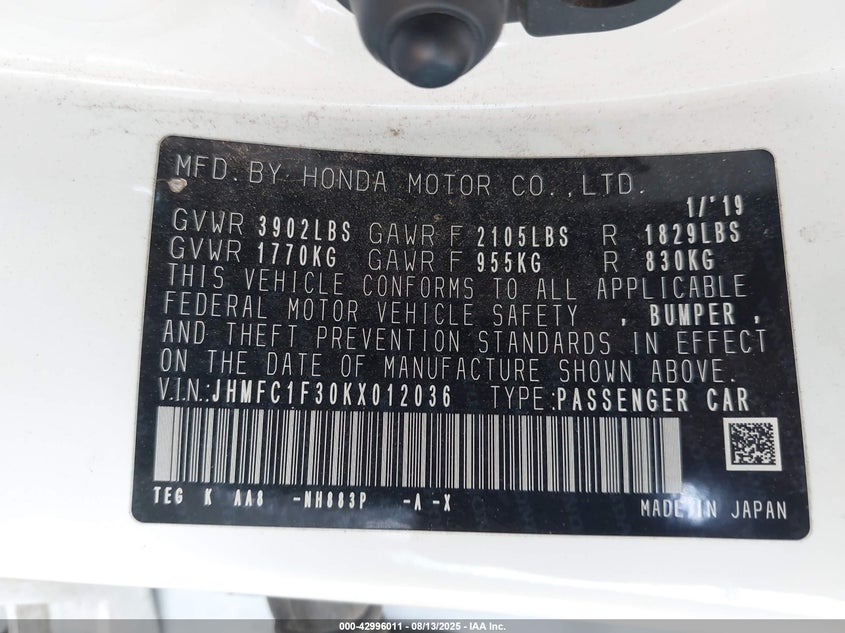 MFD. BY HONDA MOTOR CO., LTD.
1/'19
GVWR 3902LBS GAWR F 2105LBS R 1829LBS
GVWR 1770KG GAWR F 955KG R 830KG
THIS VEHICLE CONFORMS TO ALL APPLICABLE
FEDERAL MOTOR VEHICLE SAFETY , BUMPER ,
AND THEFT PREVENTION STANDARDS IN EFFECT
ON THE DATE OF MANUFACTURE SHOWN ABOVE.
V.I.N.: JHMFC1F30KX012036 TYPE: PASSENGER CAR
TEG K AA8 -NH883P -A -X
MADE IN JAPAN
000-42996011 - 08/13/2025 - IAA Inc.